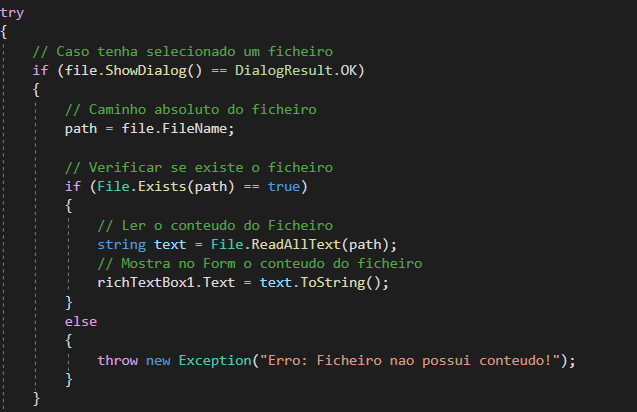 try
{
// Caso tenha selecionado um ficheiro
if (file.ShowDialog() == DialogResult.OK)
{
// Caminho absoluto do ficheiro
path = file.FileName;
// Verificar se existe o ficheiro
if (File.Exists(path) == true)
{
// Ler o conteudo do Ficheiro
string text = File.ReadAllText(path);
// Mostra no Form o conteudo do ficheiro
richTextBox1.Text = text.ToString();
}
else
{
throw new Exception("Erro: Ficheiro nao possui conteudo!");
}
}